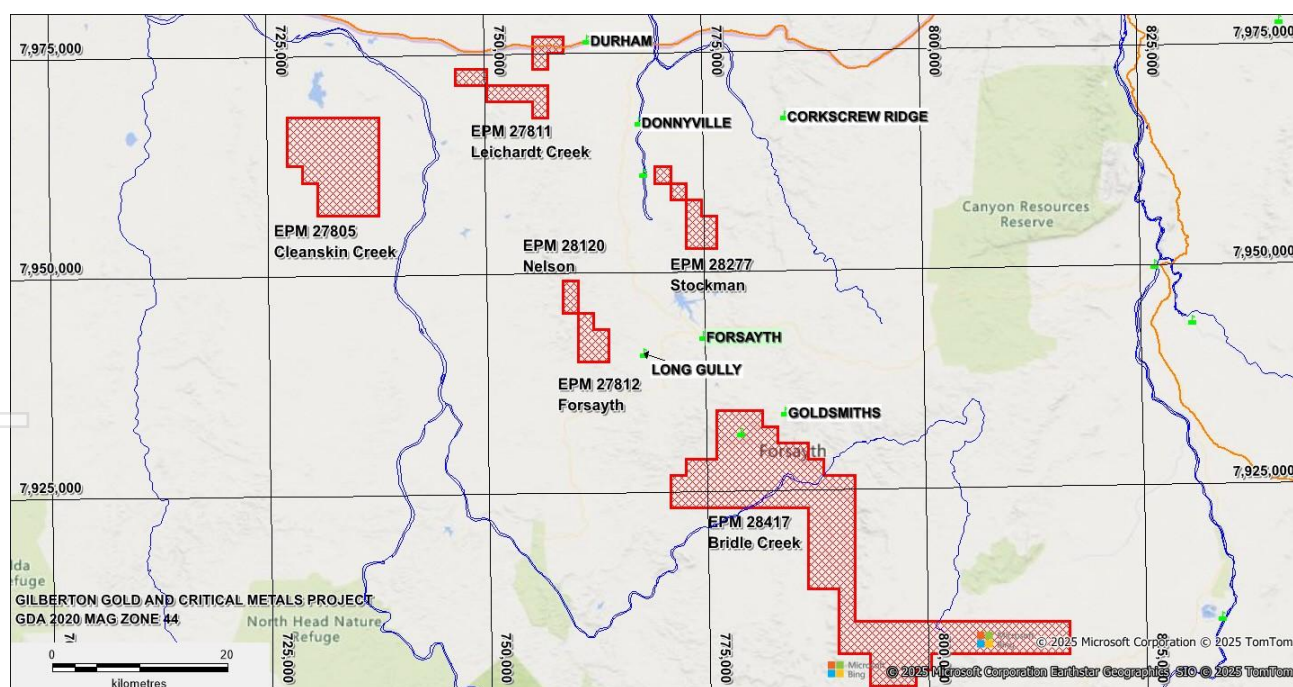 7,975,000
725,000
750,000
DURHAM
775,000
800,000
825,000
7,975,000
EPM 27811
Leichardt Creek
DONNYVILLE
CORKSCREW RIDGE
Canyon Resources
Reserve
EPM 27805
Cleanskin Creek
EPM 28120
Nelson
EPM 28277
Stockman
7,950,000
7,950,000
FORSAYTH
LONG GULLY
EPM 27812
Forsayth
GOLDSMITHS
Forsayth
7,925,000
7,925,000
EPM 28417
Bridle Creek
GILBERTON GOLD AND CRITICAL METALS PROJECT
GDA 2020 MAG ZONE 44
North Head Nature
Refuge
efuge
725,000
750,000
775,000
800,000
0 20
kilometres
Microsoft
Bing
© 2025 Microsoft Corporation © 2025 TomTom
© 2025 Microsoft Corporation Earthstar Geographics SIO © 2025 TomTom